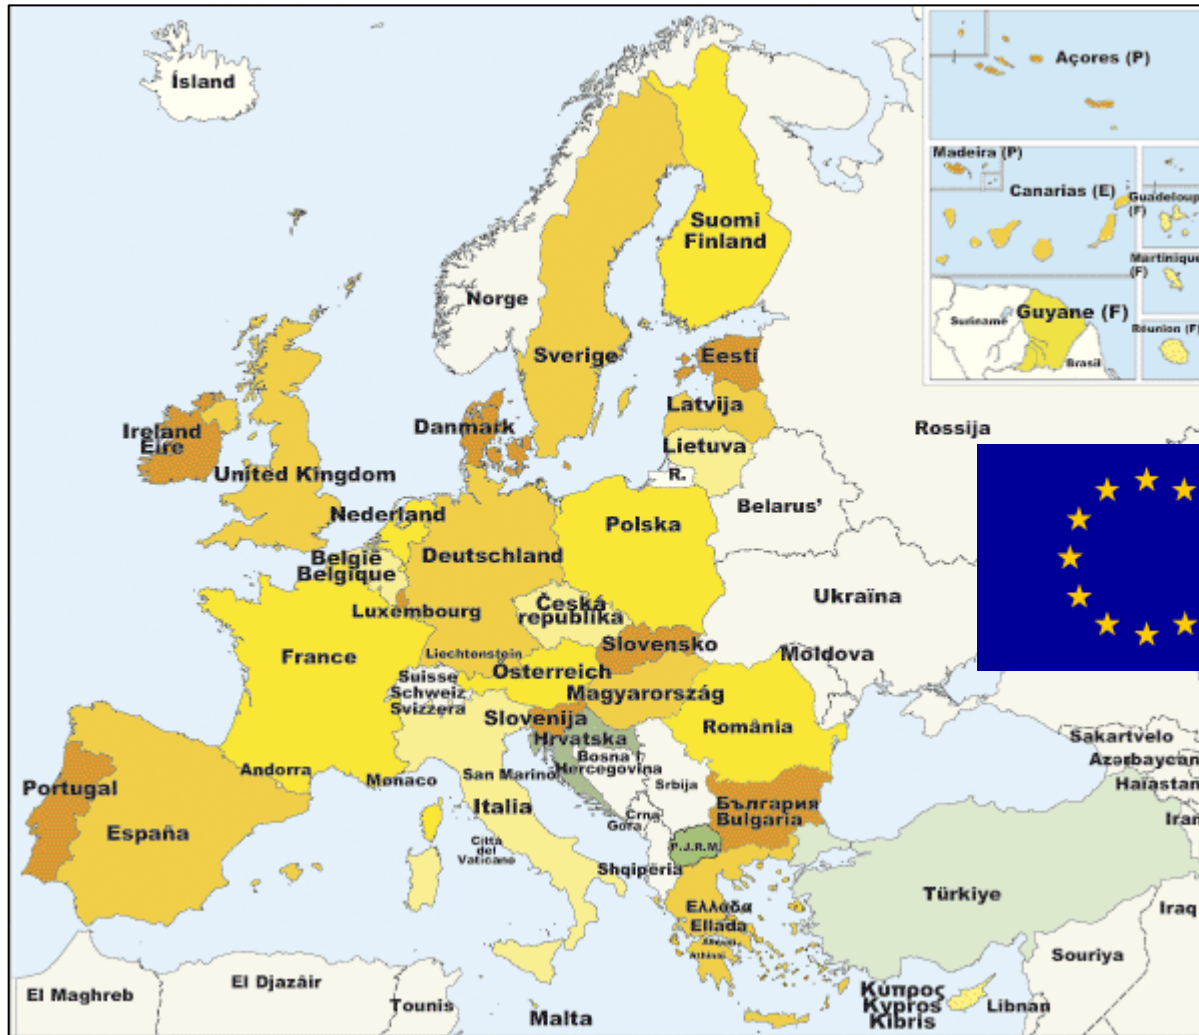 Ísland
Açores (P)
Madeira (P)
Canarias (E)
Guadeloup
(F)
Martinique
(F)
Suriname
Guyane (F)
Brasil
Réunion (F)
Suomi
Finland
Norge
Sverige
Eesti
Latvija
Lietuva
R.
Rossija
Danmark
Ireland
Eire
United Kingdom
Nederland
België
Belgique
Deutschland
Polska
Belarus'
Luxembourg
Česká
republika
Ukraïna
Slovensko
Moldova
France
Liechtenstein
Österreich
Suisse
Schweiz
Svizzera
Magyarország
Slovenija
Hrvatska
România
Bosna i
Hercegovina
Srbija
Sakartvelo
Azərbaycan
Haïastan
Iran
Andorra
Monaco
San Marino
Portugal
España
Italia
Città
del
Vaticano
Crna
Gora
България
Bulgaria
P.J.R.M.
Shqipëria
Türkiye
Iraq
Ελλάδα
Ellada
Souriya
Κύπρος
Kypros
Kibris
Libnan
El Maghreb
El Djazâir
Tounis
Malta